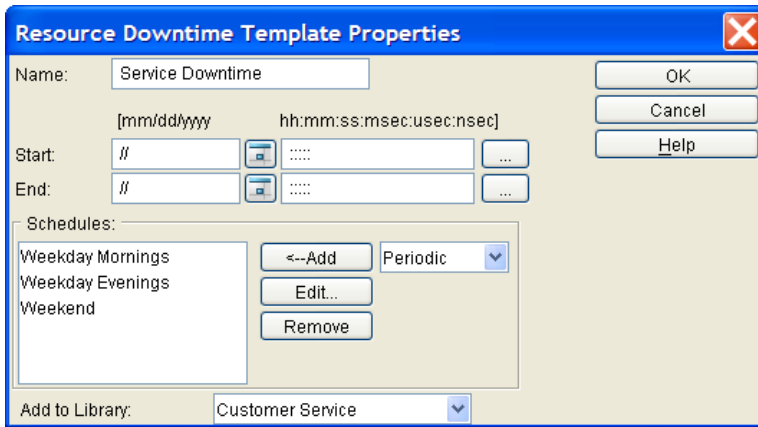 Resource Downtime Template Properties
Name: Service Downtime
OK
Cancel
Help
[mm/dd/yyyy hh:mm:ss:msec:usec:nsec]
Start: // ::::: ...
End: // ::::: ...
Schedules:
Weekday Mornings
Weekday Evenings
Weekend
<--Add Periodic
Edit...
Remove
Add to Library: Customer Service